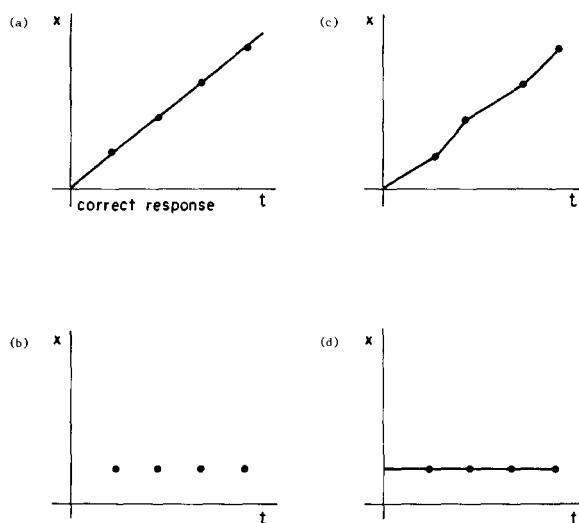 (a) x
t
correct response
(c) x
t
(b) x
t
(d) x
t